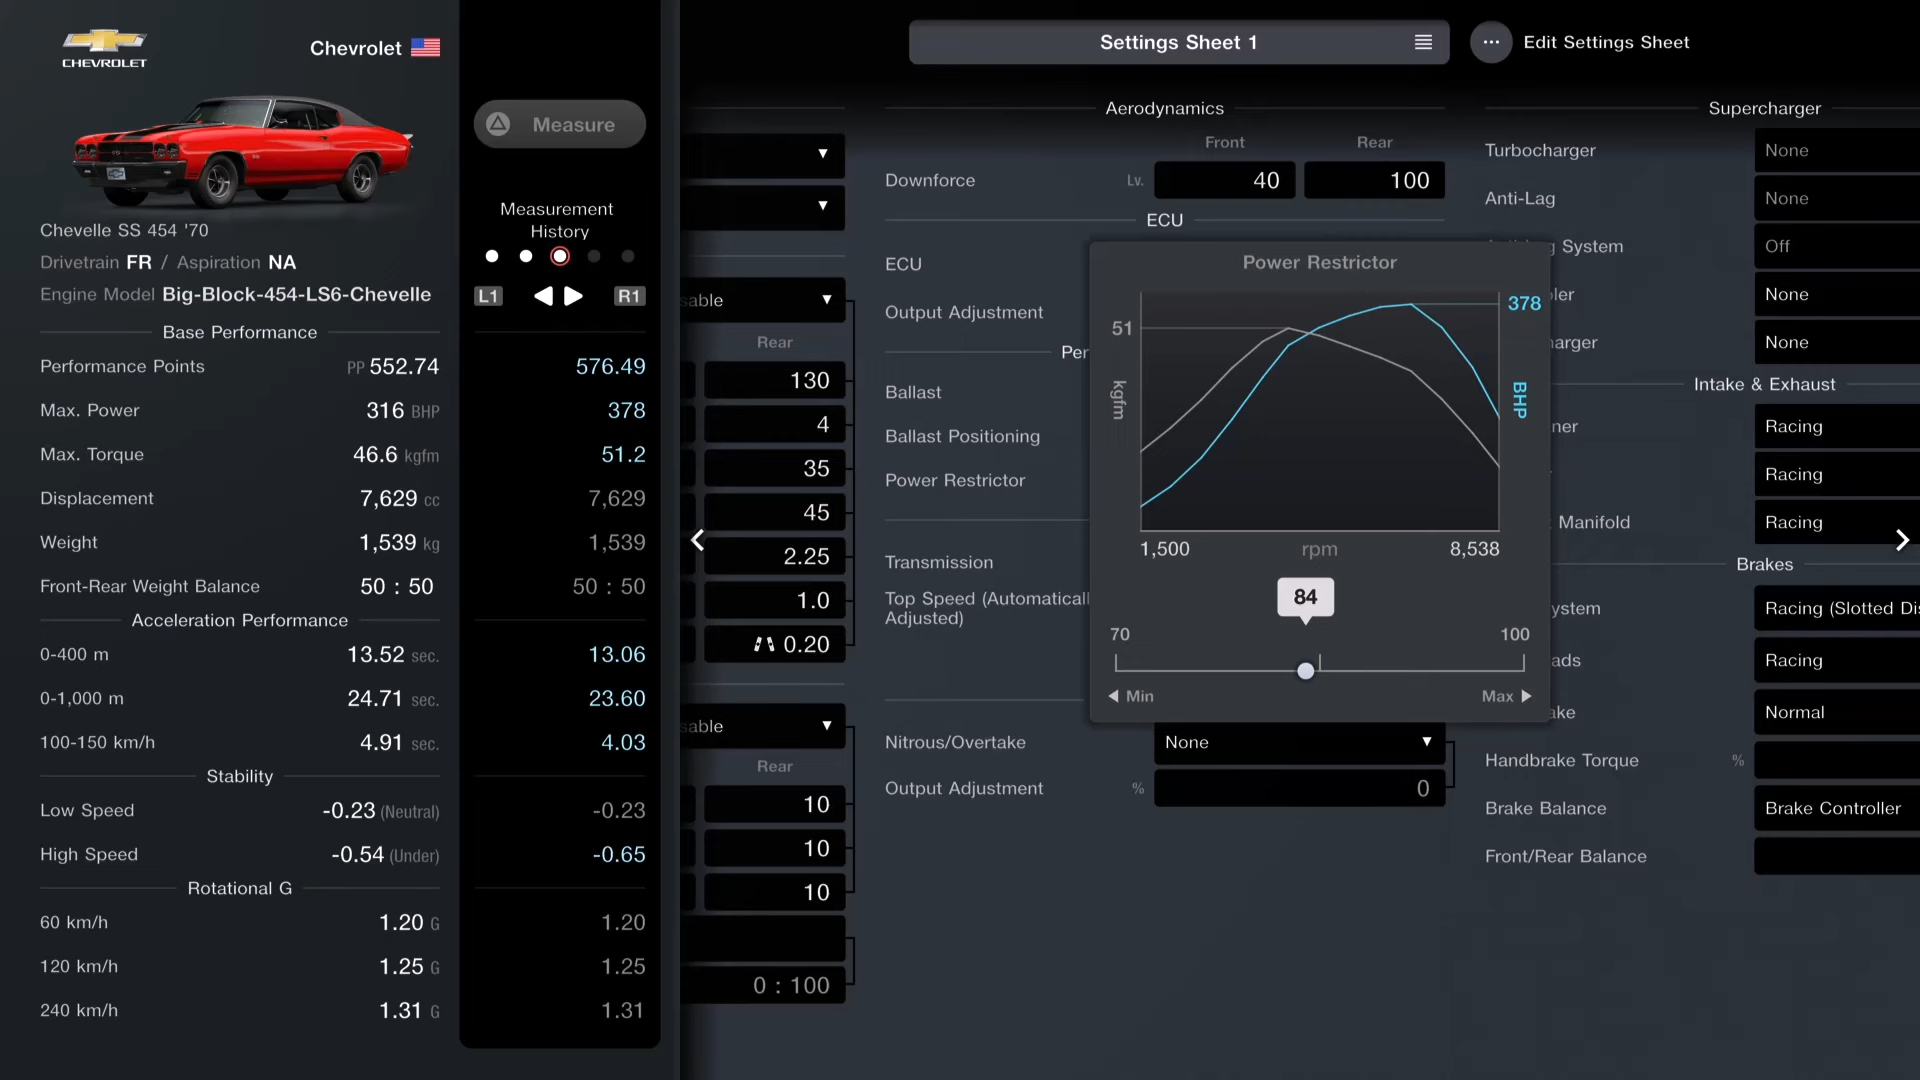 CHEVROLET
Chevrolet
Chevelle SS 454 '70
Drivetrain FR / Aspiration NA
Engine Model Big-Block-454-LS6-Chevelle
Base Performance
Performance Points PP 552.74 576.49
Max. Power 316 BHP 378
Max. Torque 46.6 kgfm 51.2
Displacement 7,629 cc 7,629
Weight 1,539 kg 1,539
Front-Rear Weight Balance 50 : 50 50 : 50
Acceleration Performance
0-400 m 13.52 sec. 13.06
0-1,000 m 24.71 sec. 23.60
100-150 km/h 4.91 sec. 4.03
Stability
Low Speed -0.23 (Neutral) -0.23
High Speed -0.54 (Under) -0.65
Rotational G
60 km/h 1.20 G 1.20
120 km/h 1.25 G 1.25
240 km/h 1.31 G 1.31
Measure
Measurement
History
L1 R1
Settings Sheet 1
Edit Settings Sheet
sable
Rear
130
4
35
45
2.25
1.0
0.20
sable
Rear
10
10
10
0 : 100
Aerodynamics
Front Rear
Downforce Lv. 40 100
ECU
ECU
Output Adjustment
Per
Ballast
Ballast Positioning
Power Restrictor
Transmission
Top Speed (Automaticall
Adjusted)
Nitrous/Overtake None
Output Adjustment % 0
Power Restrictor
51 378
kgfm BHP
1,500 rpm 8,538
84
70 100
Min Max
Supercharger
Turbocharger None
Anti-Lag None
System Off
ler None
arger None
Intake & Exhaust
ner Racing
Racing
Manifold Racing
Brakes
ystem Racing (Slotted Dis
ads Racing
ake Normal
Handbrake Torque %
Brake Balance Brake Controller
Front/Rear Balance